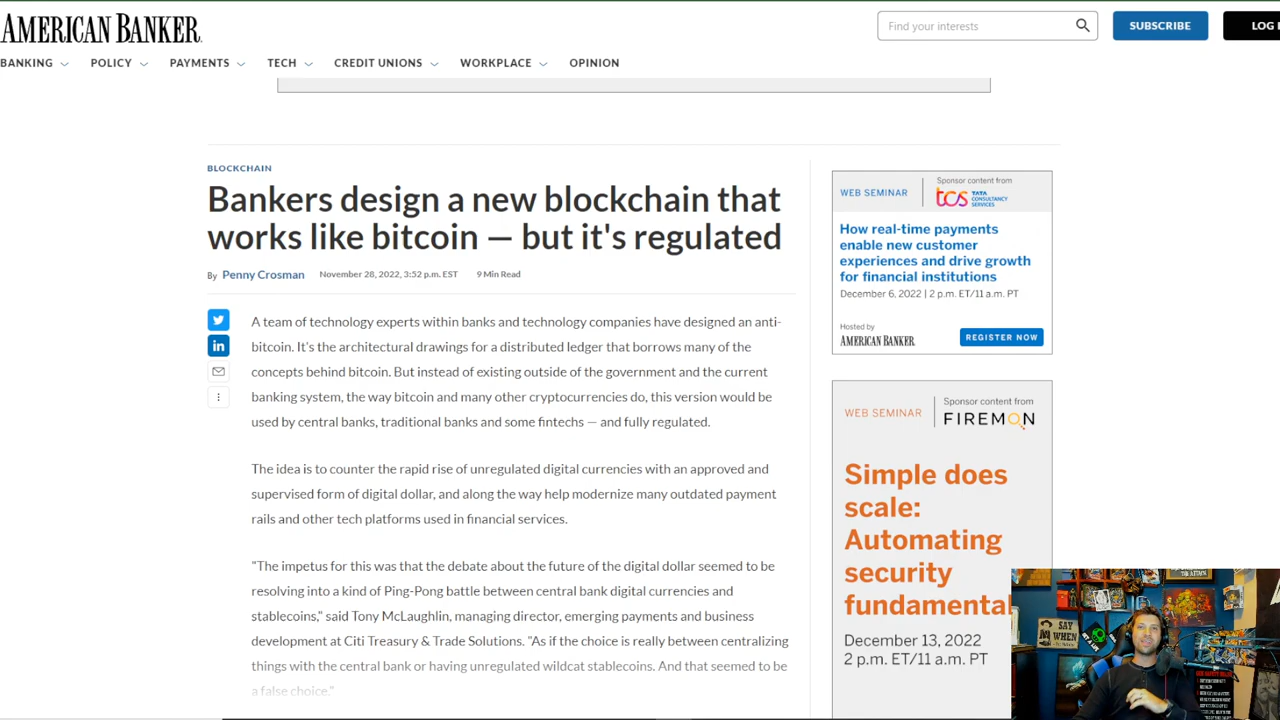 AMERICAN BANKER
Find your interests
SUBSCRIBE
LOG
BANKING
POLICY
PAYMENTS
TECH
CREDIT UNIONS
WORKPLACE
OPINION
BLOCKCHAIN
Bankers design a new blockchain that
works like bitcoin — but it's regulated
By Penny Crosman November 28, 2022, 3:52 p.m. EST 9 Min Read
A team of technology experts within banks and technology companies have designed an anti-
bitcoin. It's the architectural drawings for a distributed ledger that borrows many of the
concepts behind bitcoin. But instead of existing outside of the government and the current
banking system, the way bitcoin and many other cryptocurrencies do, this version would be
used by central banks, traditional banks and some fintechs — and fully regulated.
The idea is to counter the rapid rise of unregulated digital currencies with an approved and
supervised form of digital dollar, and along the way help modernize many outdated payment
rails and other tech platforms used in financial services.
"The impetus for this was that the debate about the future of the digital dollar seemed to be
resolving into a kind of Ping-Pong battle between central bank digital currencies and
stablecoins," said Tony McLaughlin, managing director, emerging payments and business
development at Citi Treasury & Trade Solutions. "As if the choice is really between centralizing
things with the central bank or having unregulated wildcat stablecoins. And that seemed to be
a false choice."
WEB SEMINAR
Sponsor content from
tcs TATA
CONSULTANCY
SERVICES
How real-time payments
enable new customer
experiences and drive growth
for financial institutions
December 6, 2022 | 2 p.m. ET/11 a.m. PT
Hosted by
AMERICAN BANKER.
REGISTER NOW
WEB SEMINAR
Sponsor content from
FIREMON
Simple does
scale:
Automating
security
fundamental
December 13, 2022
2 p.m. ET/11 a.m. PT
SAY
WHEN